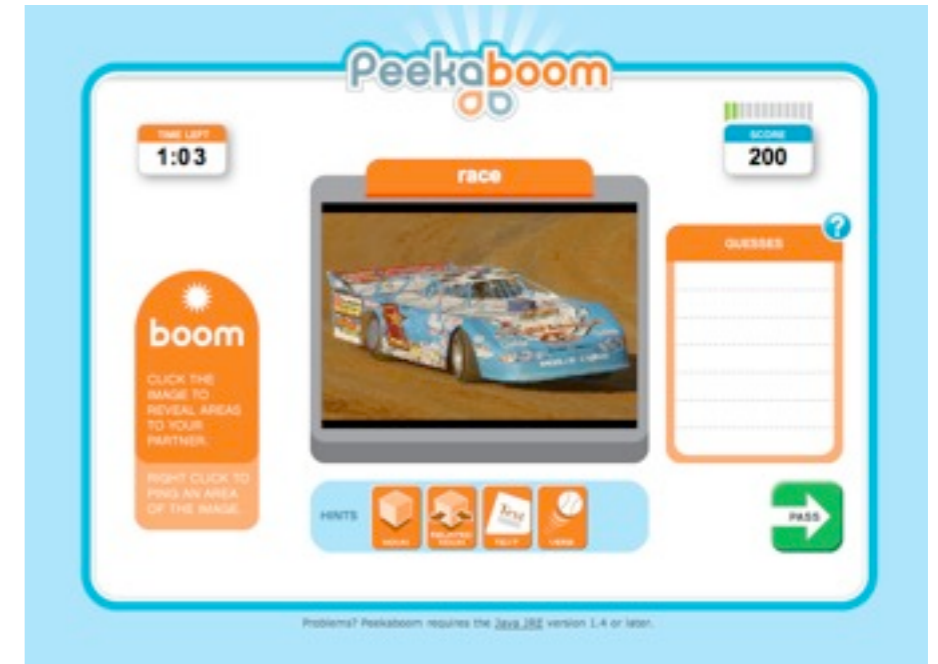 Peekaboom
TIME LEFT
1:03
SCORE
200
race
GUESSES
?
boom
CLICK THE
IMAGE TO
REVEAL AREAS
TO YOUR
PARTNER.
RIGHT CLICK TO
PING AN AREA
OF THE IMAGE.
HINTS
NOUN
RELATED
NOUN
Text
TEXT
VERB
PASS
Problems? Peekaboom requires the Java JRE version 1.4 or later.